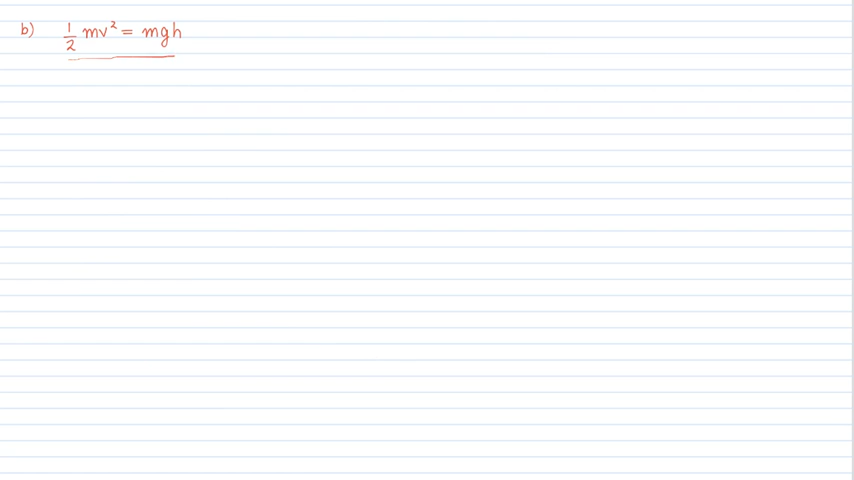 b) 1/2 mv² = mgh